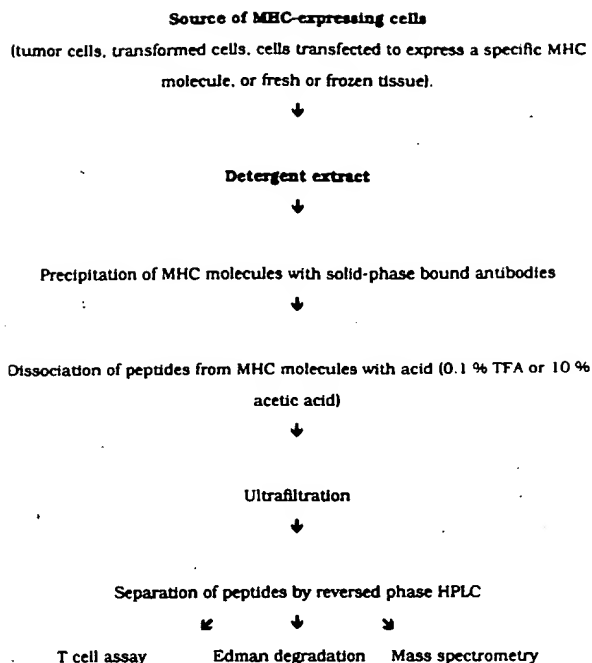 Source of MHC-expressing cells
(tumor cells, transformed cells, cells transfected to express a specific MHC
molecule, or fresh or frozen tissue).
Detergent extract
Precipitation of MHC molecules with solid-phase bound antibodies
Dissociation of peptides from MHC molecules with acid (0.1 % TFA or 10 %
acetic acid)
Ultrafiltration
Separation of peptides by reversed phase HPLC
T cell assay Edman degradation Mass spectrometry